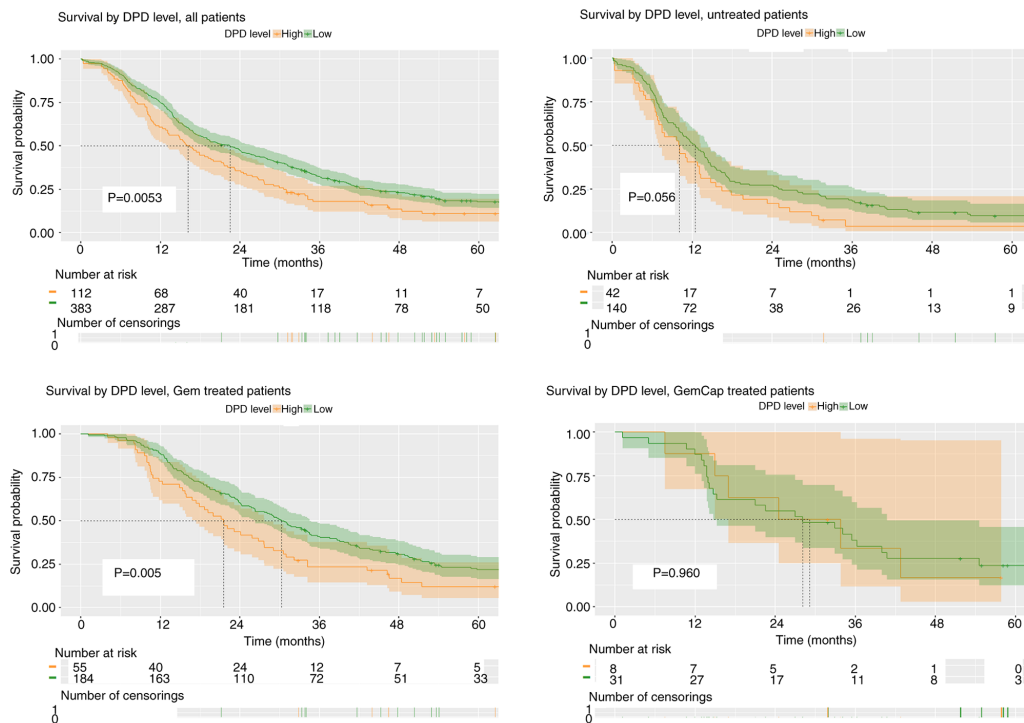 Survival by DPD level, all patients
DPD level High Low
Survival probability
1.00
0.75
0.50
0.25
0.00
P=0.0053
0 12 24 36 48 60
Time (months)
Number at risk
112 68 40 17 11 7
383 287 181 118 78 50
Number of censorings
1
0
Survival by DPD level, untreated patients
DPD level High Low
Survival probability
1.00
0.75
0.50
0.25
0.00
P=0.056
0 12 24 36 48 60
Time (months)
Number at risk
42 17 7 1 1 1
140 72 38 26 13 9
Number of censorings
1
0
Survival by DPD level, Gem treated patients
DPD level High Low
Survival probability
1.00
0.75
0.50
0.25
0.00
P=0.005
0 12 24 36 48 60
Time (months)
Number at risk
55 40 24 12 7 5
184 163 110 72 51 33
Number of censorings
1
0
Survival by DPD level, GemCap treated patients
DPD level High Low
Survival probability
1.00
0.75
0.50
0.25
0.00
P=0.960
0 12 24 36 48 60
Time (months)
Number at risk
8 7 5 2 1 0
31 27 17 11 8 3
Number of censorings
1
0